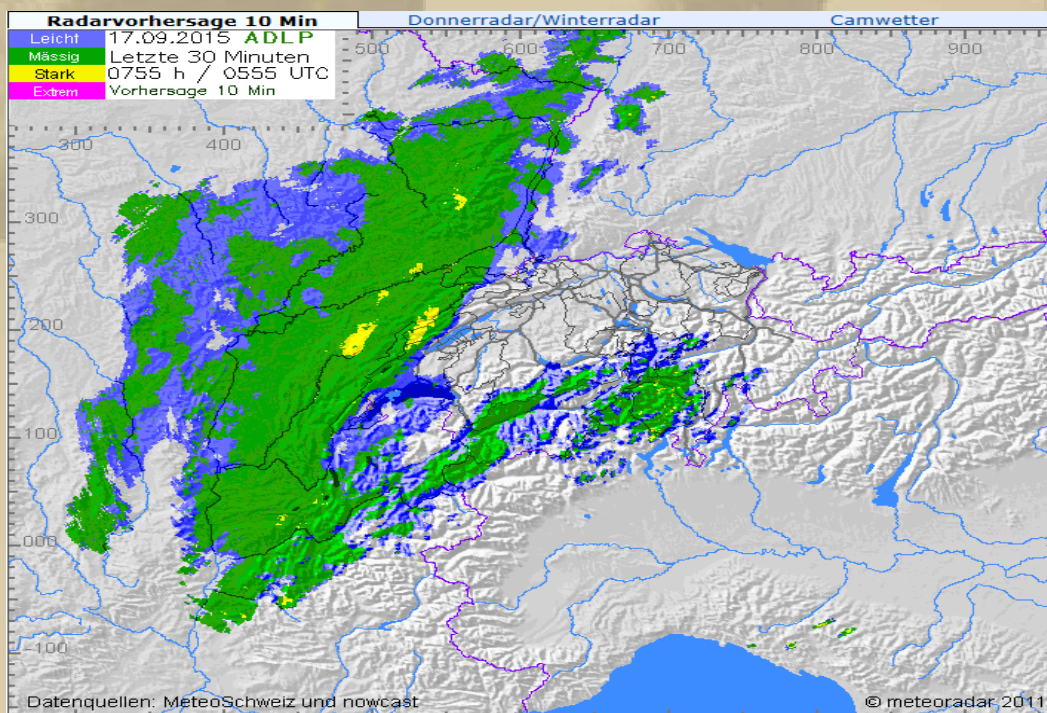 Radarvorhersage 10 Min
Donnerradar/Winterradar
Camwetter
Leicht 17.09.2015 ADLP
Mässig Letzte 30 Minuten
Stark 0755 h / 0555 UTC
Extrem Vorhersage 10 Min
500 600 700 800 900
300 400
300
200
100
000
-100
Datenquellen: MeteoSchweiz und nowcast
© meteoradar 2011